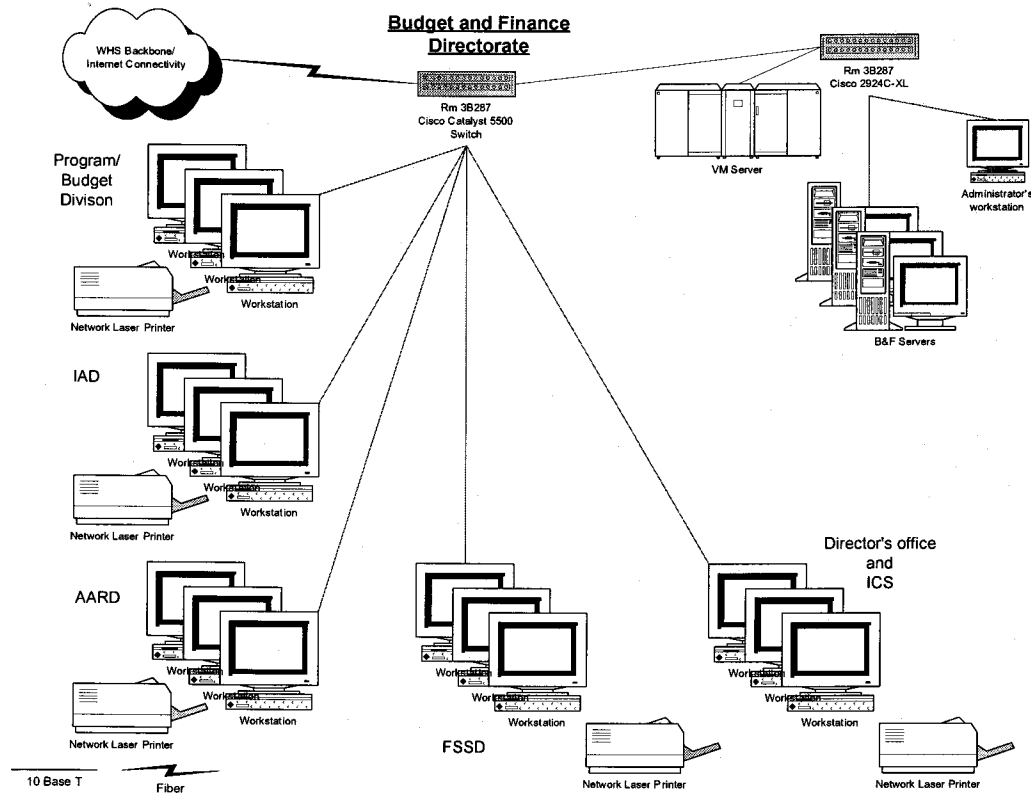 Budget and Finance
Directorate
WHS Backbone/
Internet Connectivity
Rm 3B287
Cisco Catalyst 5500
Switch
Rm 3B287
Cisco 2924C-XL
VM Server
Administrator's
workstation
B&F Servers
Program/
Budget
Divison
Workstation
Workstation
Workstation
Network Laser Printer
IAD
Workstation
Workstation
Workstation
Network Laser Printer
AARD
Workstation
Workstation
Workstation
Network Laser Printer
FSSD
Workstation
Workstation
Workstation
Network Laser Printer
Director's office
and
ICS
Workstation
Workstation
Workstation
Network Laser Printer
10 Base T
Fiber